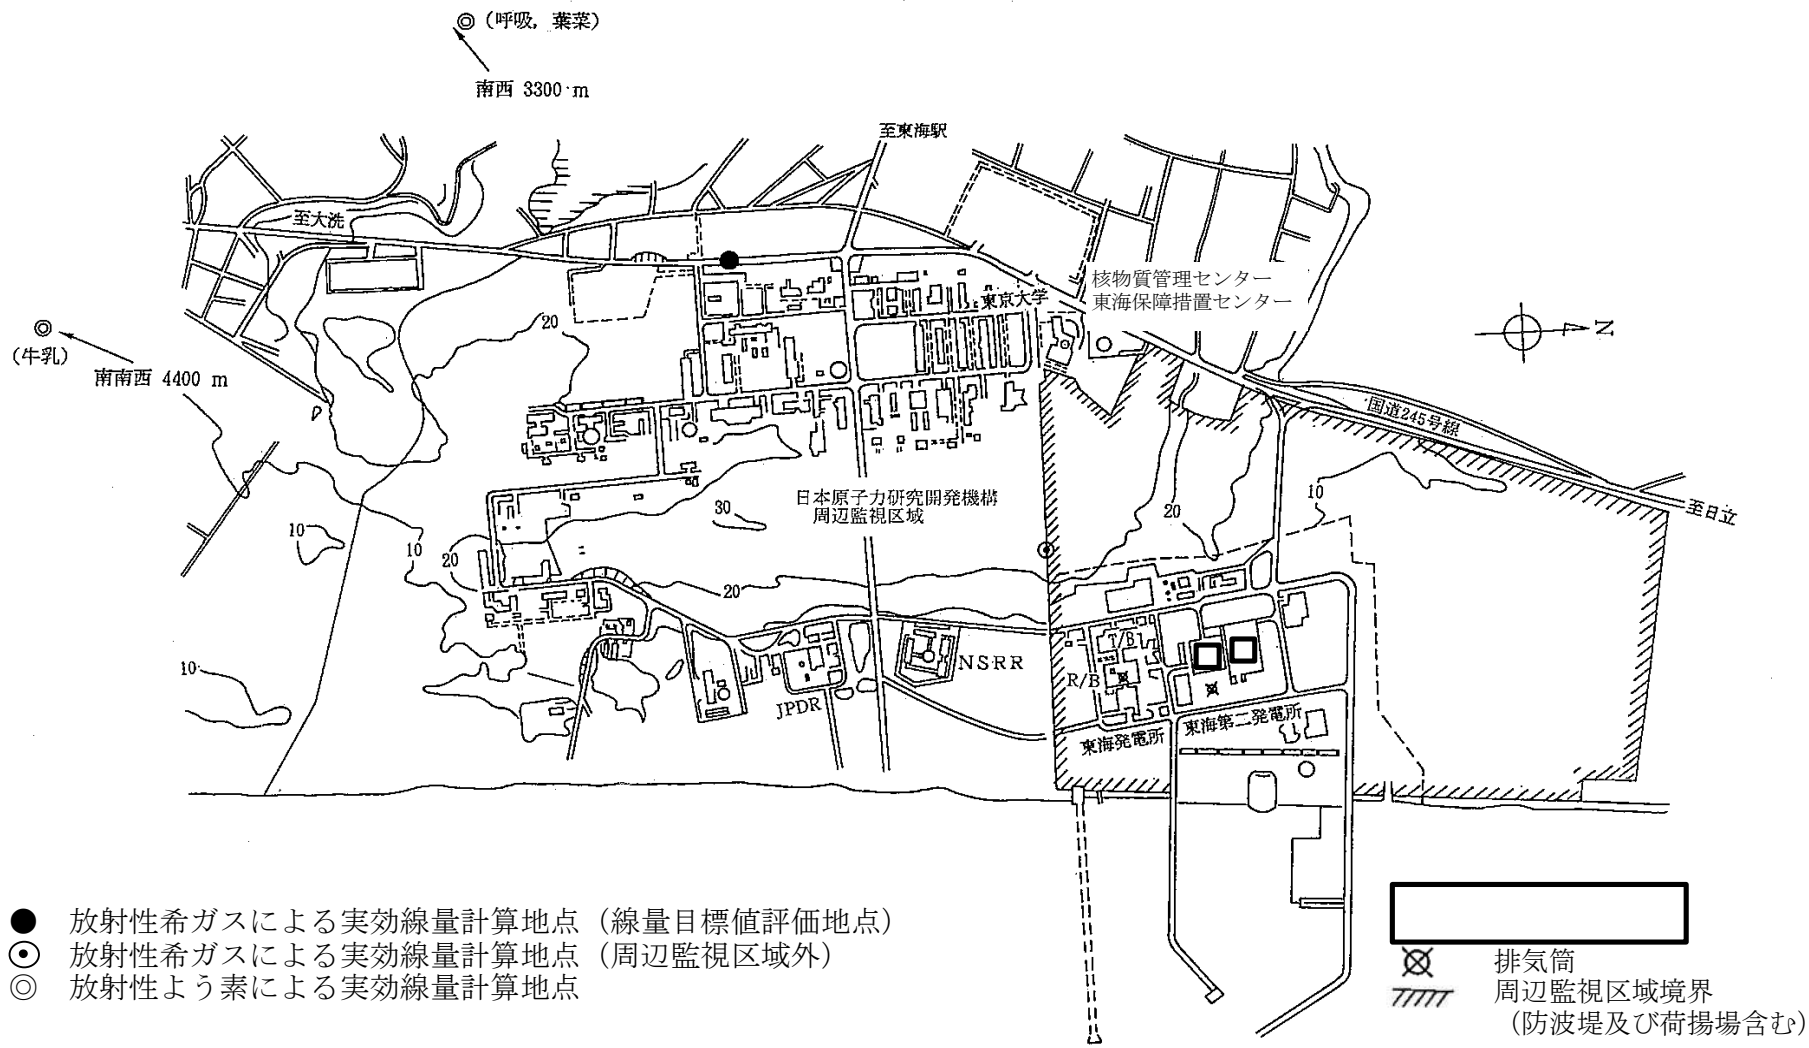 (呼吸, 葉菜)
南西 3300 m
至東海駅
至大洗
核物質管理センター
東海保障措置センター
東京大学
N
(牛乳)
南南西 4400 m
20
国道245号線
至日立
日本原子力研究開発機構
周辺監視区域
30
10
20
10
10
20
20
10
T/B
R/B
NSRR
JPDR
東海発電所
東海第二発電所
● 放射性希ガスによる実効線量計算地点 (線量目標値評価地点)
⊙ 放射性希ガスによる実効線量計算地点 (周辺監視区域外)
◎ 放射性よう素による実効線量計算地点
排気筒
周辺監視区域境界
(防波堤及び荷揚場含む)